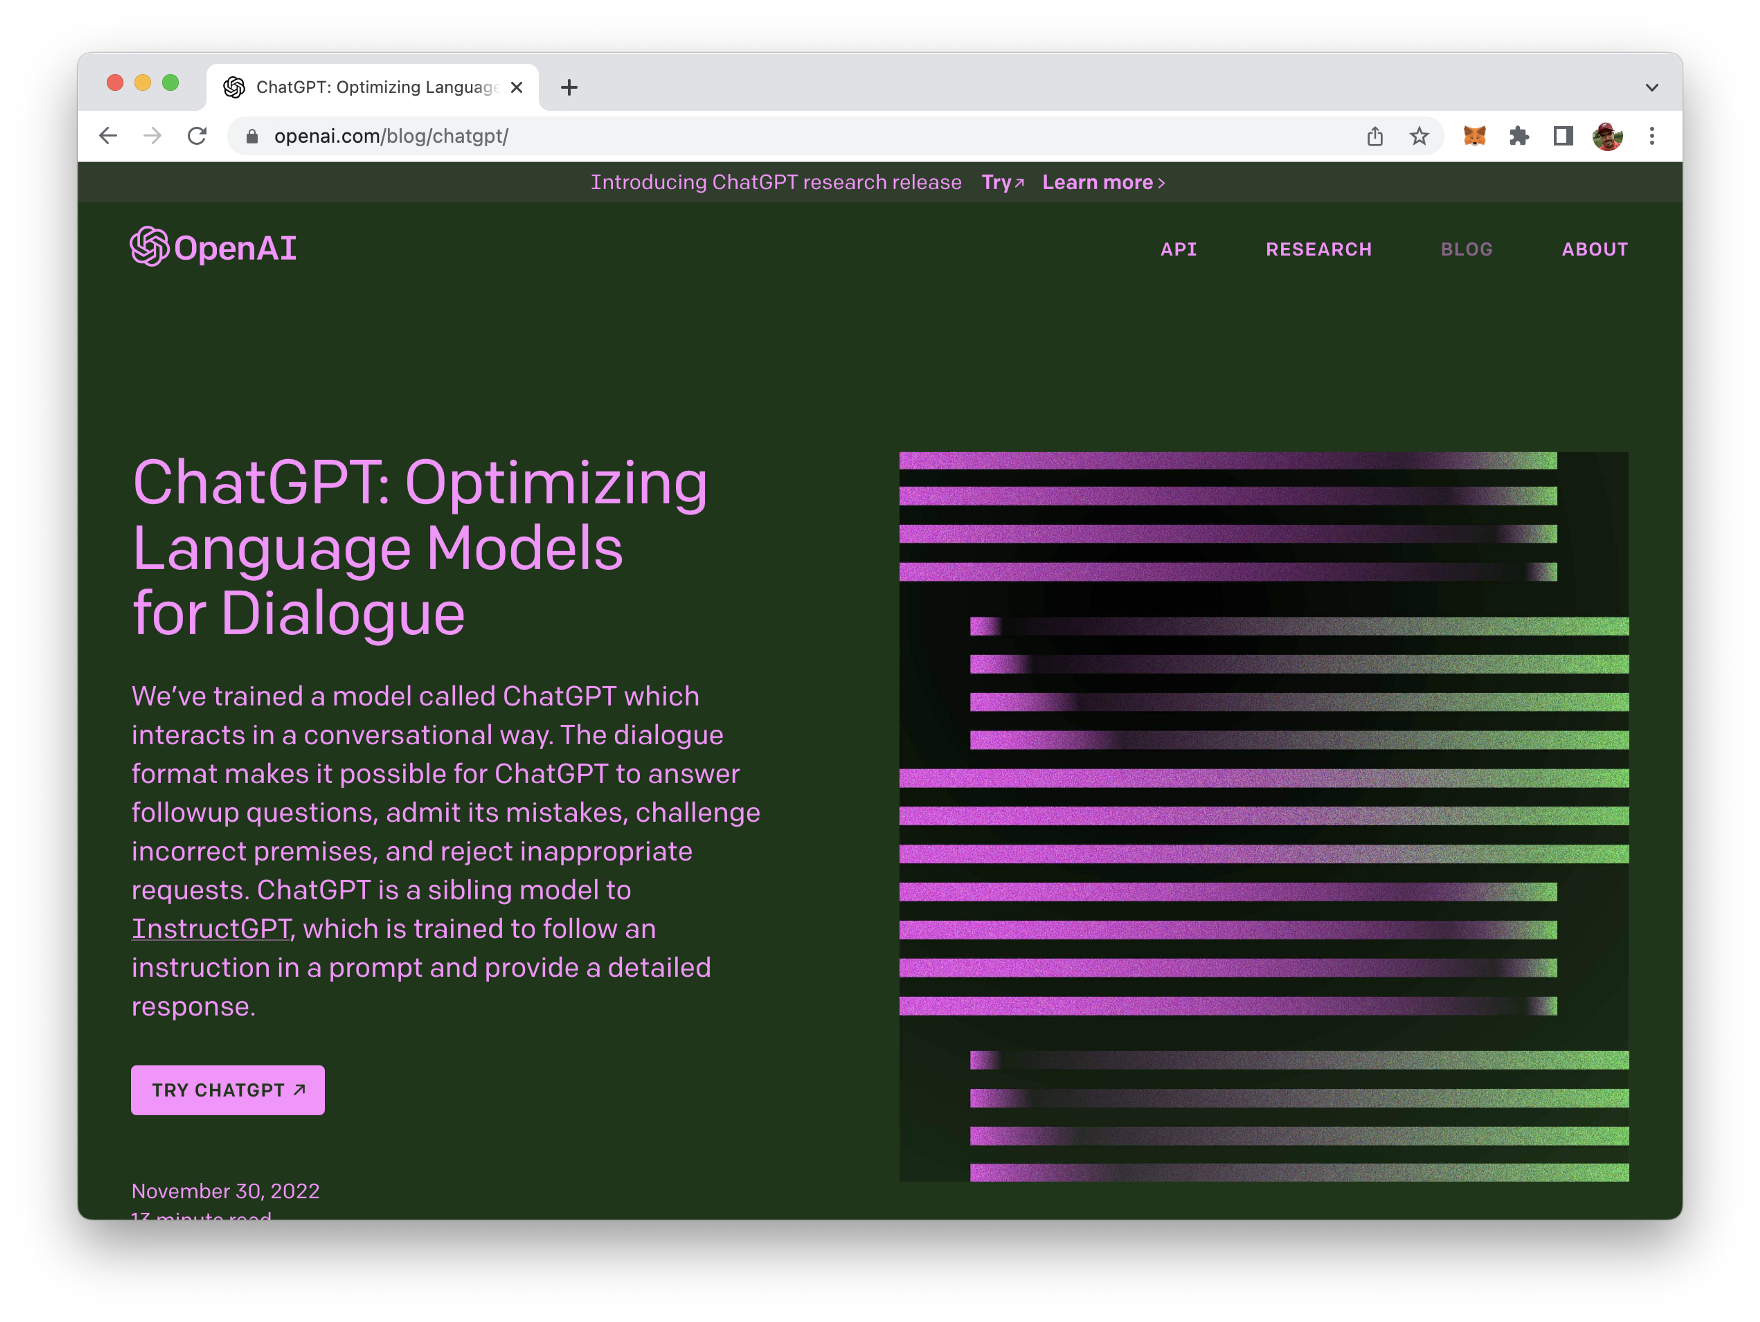 ChatGPT: Optimizing Language
openai.com/blog/chatgpt/
Introducing ChatGPT research release Try↗ Learn more ›
OpenAI
API RESEARCH BLOG ABOUT
ChatGPT: Optimizing
Language Models
for Dialogue
We’ve trained a model called ChatGPT which
interacts in a conversational way. The dialogue
format makes it possible for ChatGPT to answer
followup questions, admit its mistakes, challenge
incorrect premises, and reject inappropriate
requests. ChatGPT is a sibling model to
InstructGPT, which is trained to follow an
instruction in a prompt and provide a detailed
response.
TRY CHATGPT ↗
November 30, 2022
13 minute read